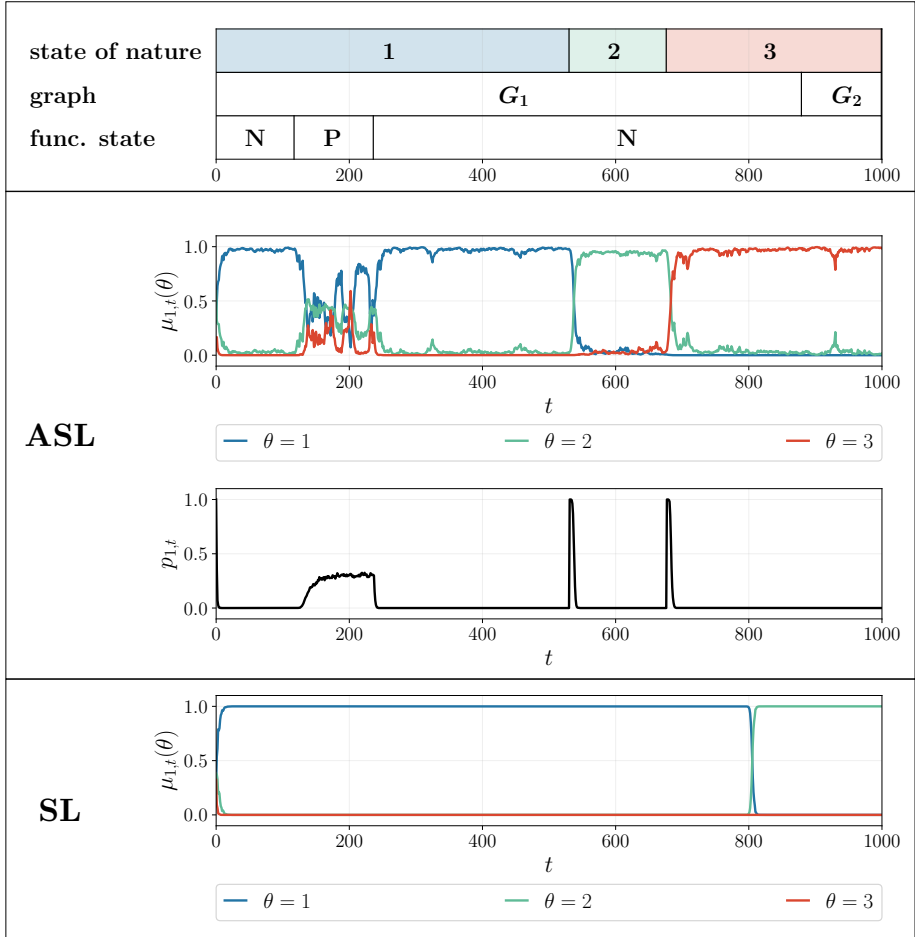 state of nature 1 2 3
graph G₁ G₂
func. state N P N
0 200 400 600 800 1000
1.0
0.5
0.0
μ₁,ₜ(θ)
0 200 400 600 800 1000
t
θ = 1 θ = 2 θ = 3
ASL
1.0
0.5
0.0
p₁,ₜ
0 200 400 600 800 1000
t
1.0
0.5
0.0
μ₁,ₜ(θ)
SL
0 200 400 600 800 1000
t
θ = 1 θ = 2 θ = 3